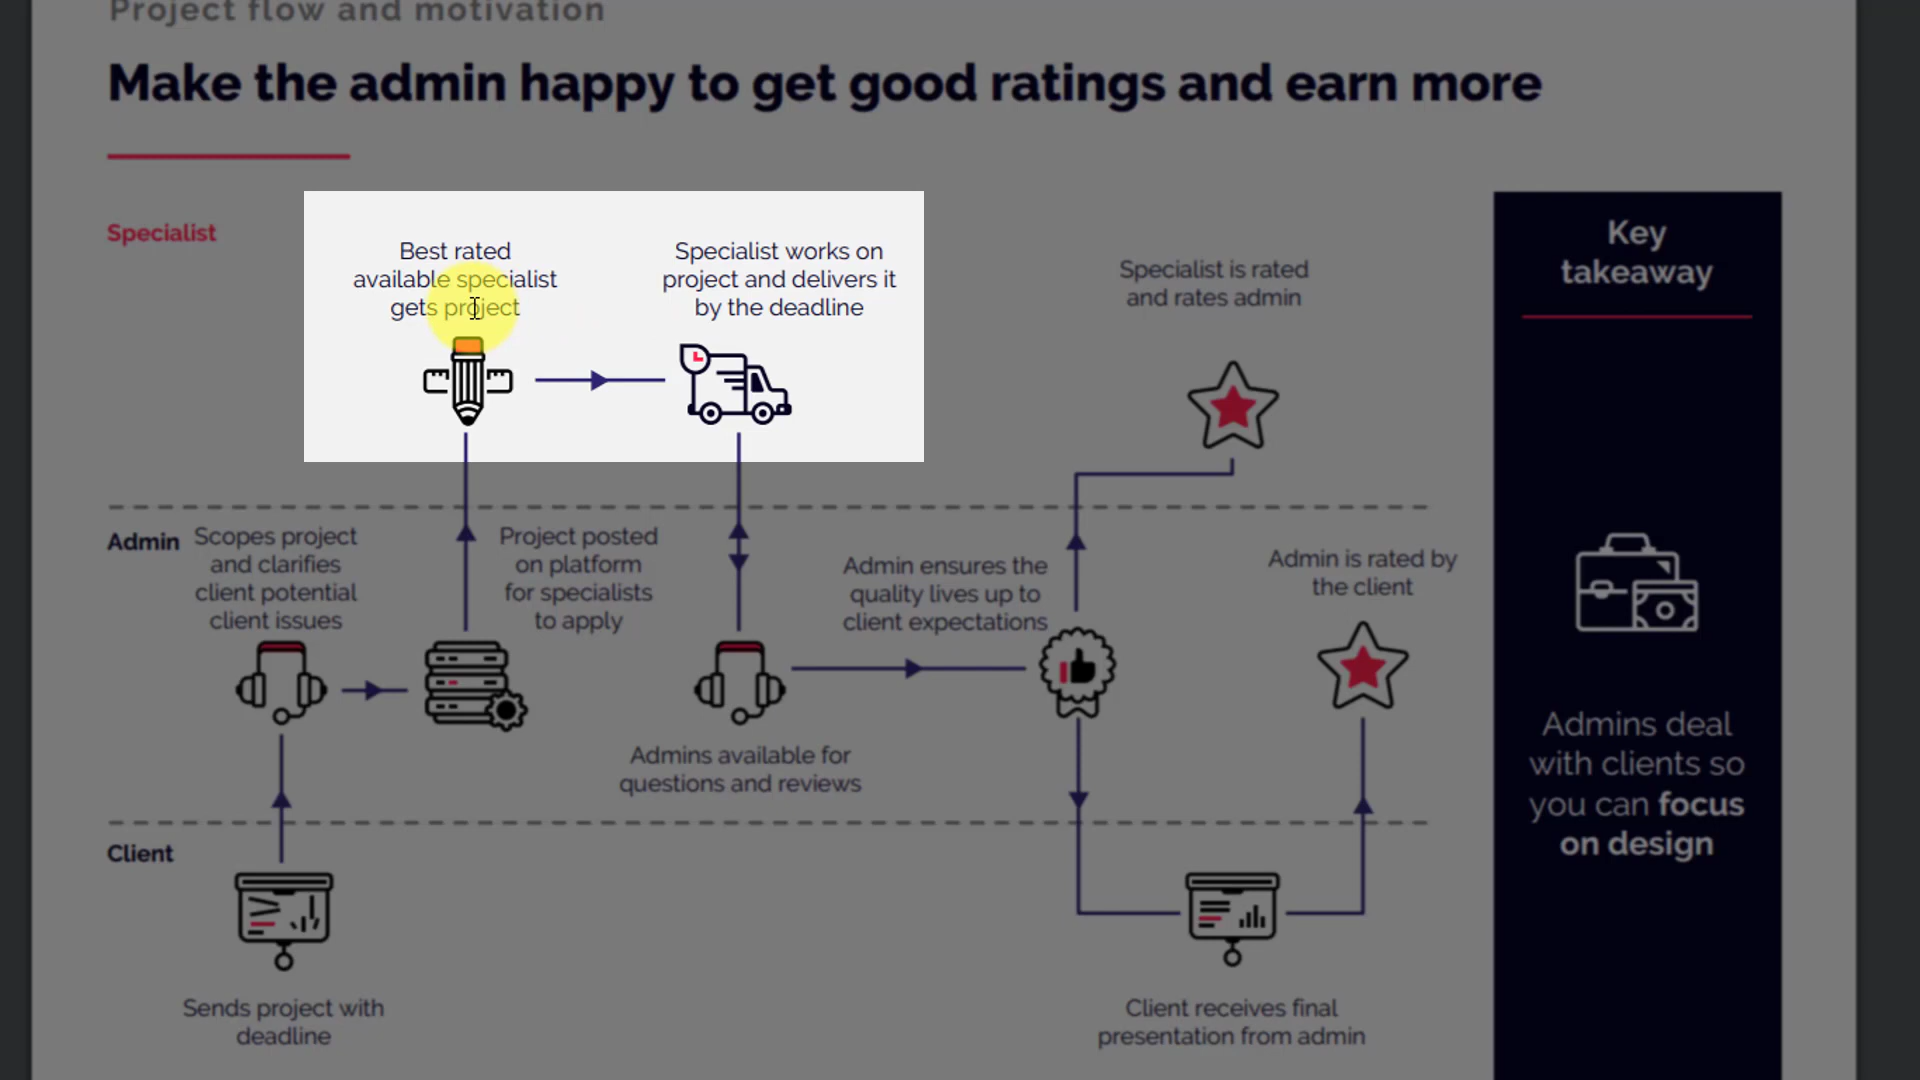 Project flow and motivation
Make the admin happy to get good ratings and earn more
Specialist
Best rated
available specialist
gets project
Specialist works on
project and delivers it
by the deadline
Specialist is rated
and rates admin
Admin
Scopes project
and clarifies
client potential
client issues
Project posted
on platform
for specialists
to apply
Admins available for
questions and reviews
Admin ensures the
quality lives up to
client expectations
Admin is rated by
the client
Client
Sends project with
deadline
Client receives final
presentation from admin
Key
takeaway
Admins deal
with clients so
you can focus
on design